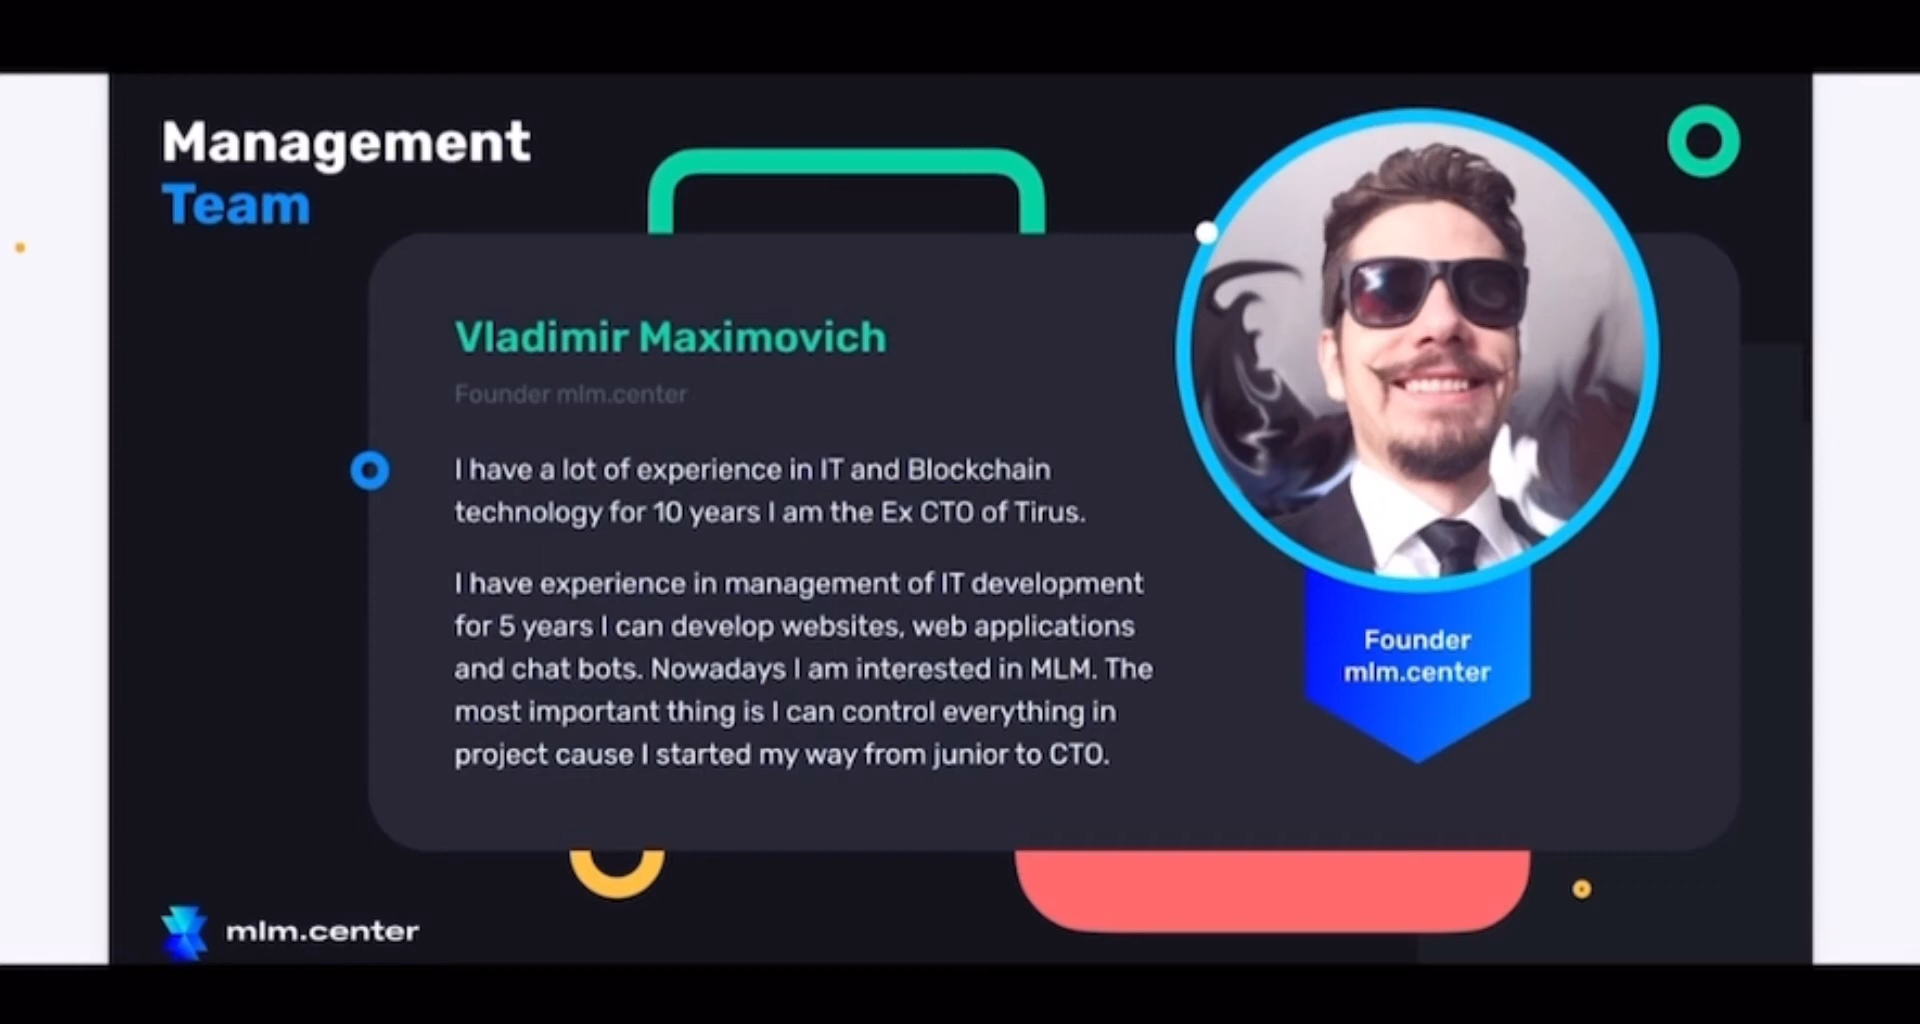 Management
Team
Vladimir Maximovich
Founder mlm.center
I have a lot of experience in IT and Blockchain
technology for 10 years I am the Ex CTO of Tirus.
I have experience in management of IT development
for 5 years I can develop websites, web applications
and chat bots. Nowadays I am interested in MLM. The
most important thing is I can control everything in
project cause I started my way from junior to CTO.
Founder
mlm.center
mlm.center